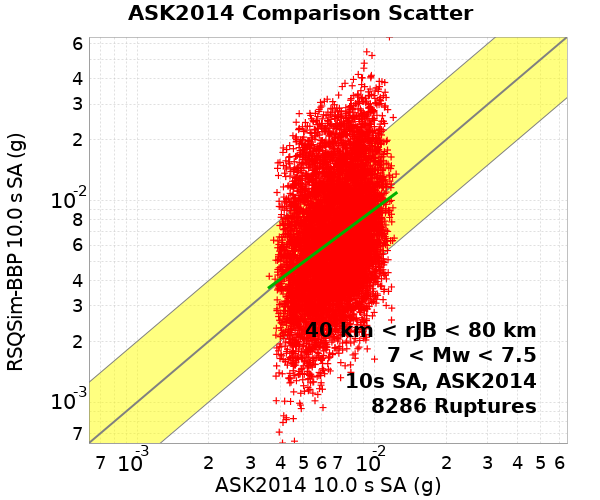 ASK2014 Comparison Scatter
RSQSim-BBP 10.0 s SA (g)
6
4
3
2
10-2
8
6
4
3
2
10-3
7
40 km < rJB < 80 km
7 < Mw < 7.5
10s SA, ASK2014
8286 Ruptures
7 10-3 2 3 4 5 6 7 10-2 2 3 4 5 6
ASK2014 10.0 s SA (g)